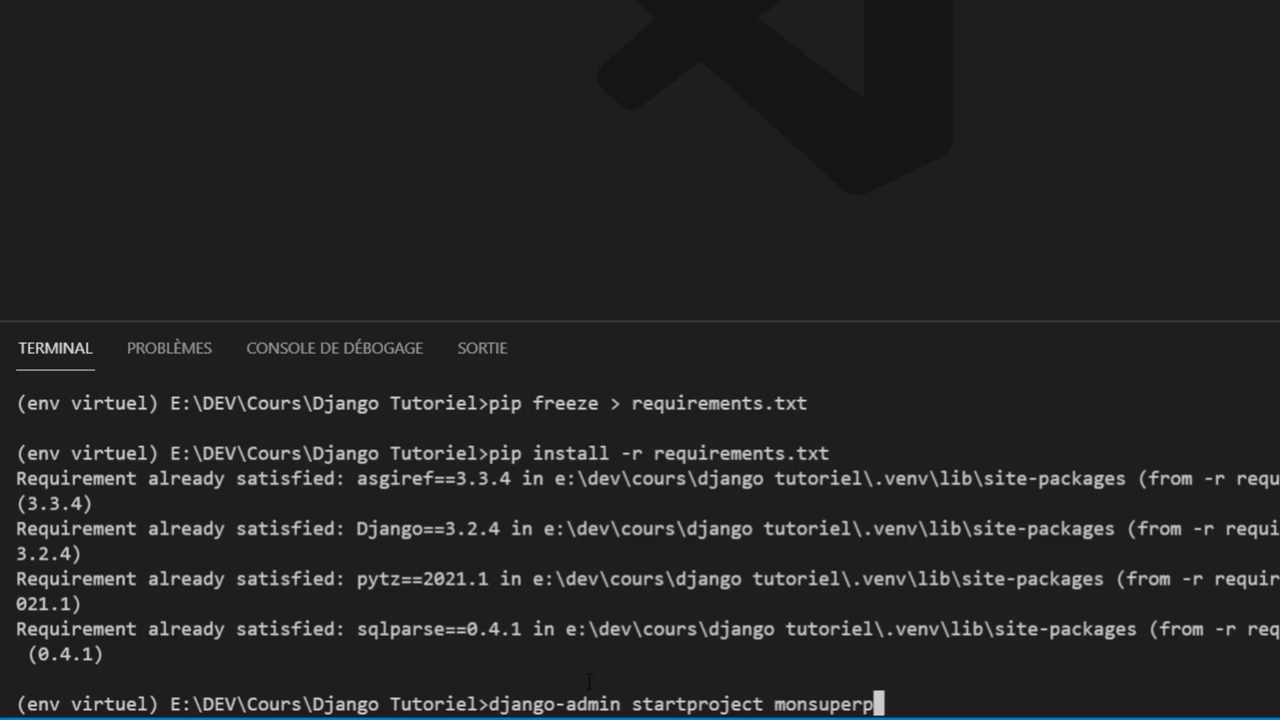 TERMINAL PROBLÈMES CONSOLE DE DÉBOGAGE SORTIE
(env virtuel) E:\DEV\Cours\Django Tutoriel>pip freeze > requirements.txt
(env virtuel) E:\DEV\Cours\Django Tutoriel>pip install -r requirements.txt
Requirement already satisfied: asgiref==3.3.4 in e:\dev\cours\django tutoriel\.venv\lib\site-packages (from -r requ
(3.3.4)
Requirement already satisfied: Django==3.2.4 in e:\dev\cours\django tutoriel\.venv\lib\site-packages (from -r requi
3.2.4)
Requirement already satisfied: pytz==2021.1 in e:\dev\cours\django tutoriel\.venv\lib\site-packages (from -r requir
021.1)
Requirement already satisfied: sqlparse==0.4.1 in e:\dev\cours\django tutoriel\.venv\lib\site-packages (from -r req
(0.4.1)
(env virtuel) E:\DEV\Cours\Django Tutoriel>django-admin startproject monsuperp